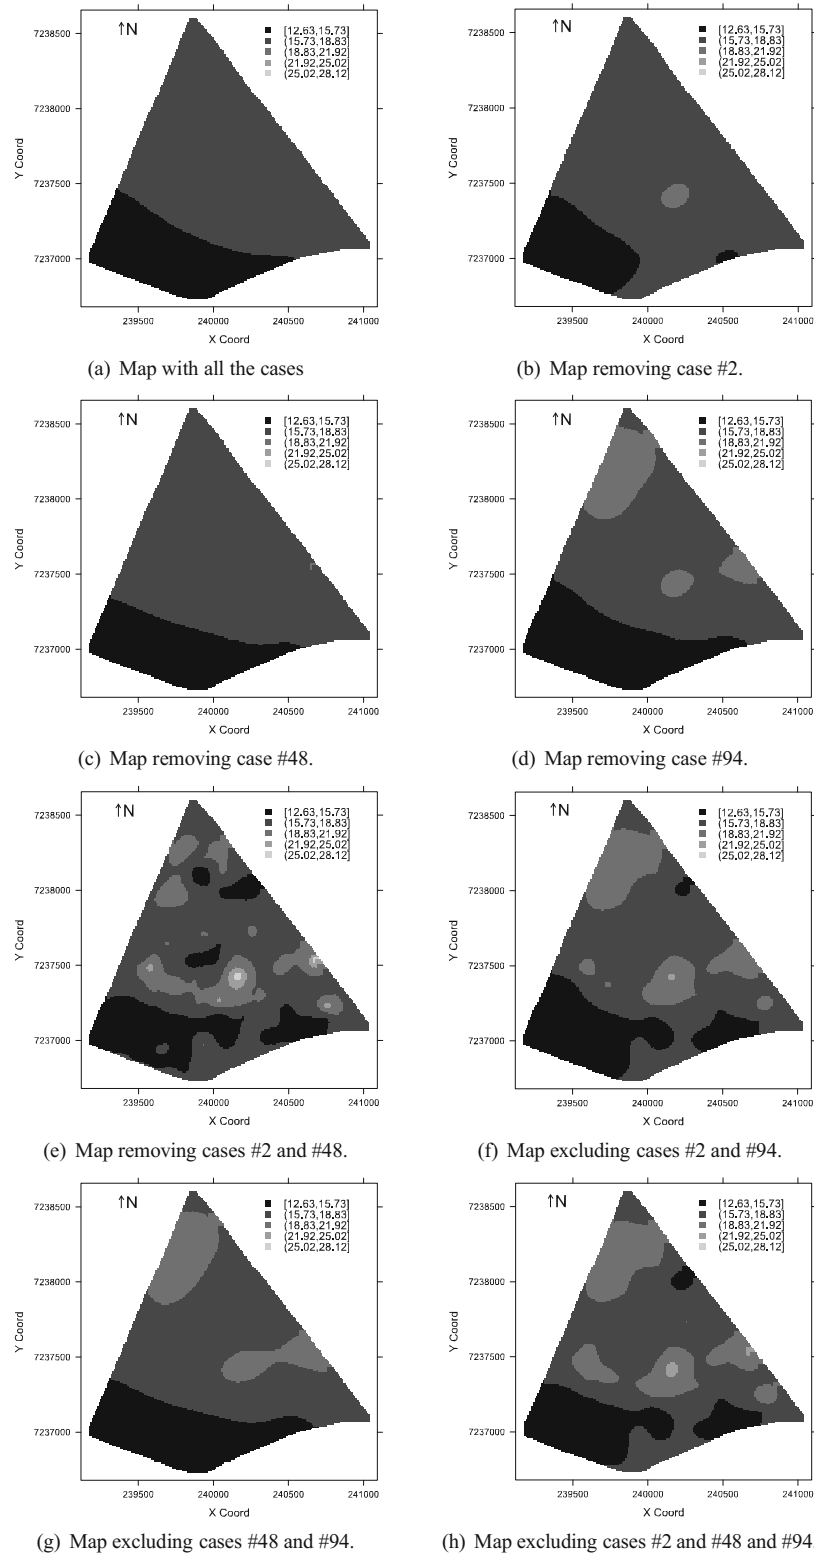 ↑N
[12.63,15.73]
(15.73,18.83]
(18.83,21.92]
(21.92,25.02]
(25.02,28.12]
7238500
7238000
7237500
7237000
Y Coord
239500 240000 240500 241000
X Coord
(a) Map with all the cases
↑N
[12.63,15.73]
(15.73,18.83]
(18.83,21.92]
(21.92,25.02]
(25.02,28.12]
7238500
7238000
7237500
7237000
Y Coord
239500 240000 240500 241000
X Coord
(b) Map removing case #2.
↑N
[12.63,15.73]
(15.73,18.83]
(18.83,21.92]
(21.92,25.02]
(25.02,28.12]
7238500
7238000
7237500
7237000
Y Coord
239500 240000 240500 241000
X Coord
(c) Map removing case #48.
↑N
[12.63,15.73]
(15.73,18.83]
(18.83,21.92]
(21.92,25.02]
(25.02,28.12]
7238500
7238000
7237500
7237000
Y Coord
239500 240000 240500 241000
X Coord
(d) Map removing case #94.
↑N
[12.63,15.73]
(15.73,18.83]
(18.83,21.92]
(21.92,25.02]
(25.02,28.12]
7238500
7238000
7237500
7237000
Y Coord
239500 240000 240500 241000
X Coord
(e) Map removing cases #2 and #48.
↑N
[12.63,15.73]
(15.73,18.83]
(18.83,21.92]
(21.92,25.02]
(25.02,28.12]
7238500
7238000
7237500
7237000
Y Coord
239500 240000 240500 241000
X Coord
(f) Map excluding cases #2 and #94.
↑N
[12.63,15.73]
(15.73,18.83]
(18.83,21.92]
(21.92,25.02]
(25.02,28.12]
7238500
7238000
7237500
7237000
Y Coord
239500 240000 240500 241000
X Coord
(g) Map excluding cases #48 and #94.
↑N
[12.63,15.73]
(15.73,18.83]
(18.83,21.92]
(21.92,25.02]
(25.02,28.12]
7238500
7238000
7237500
7237000
Y Coord
239500 240000 240500 241000
X Coord
(h) Map excluding cases #2 and #48 and #94